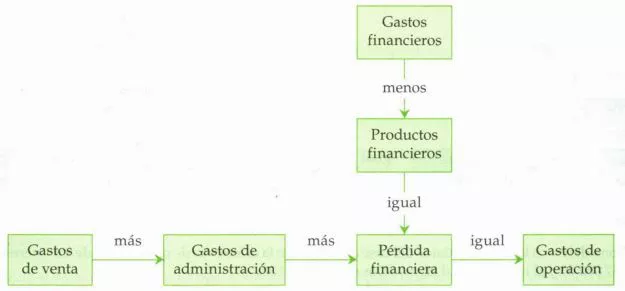 Gastos
financieros
menos
Productos
financieros
igual
Gastos
de venta
más
Gastos de
administración
más
Pérdida
financiera
igual
Gastos de
operación